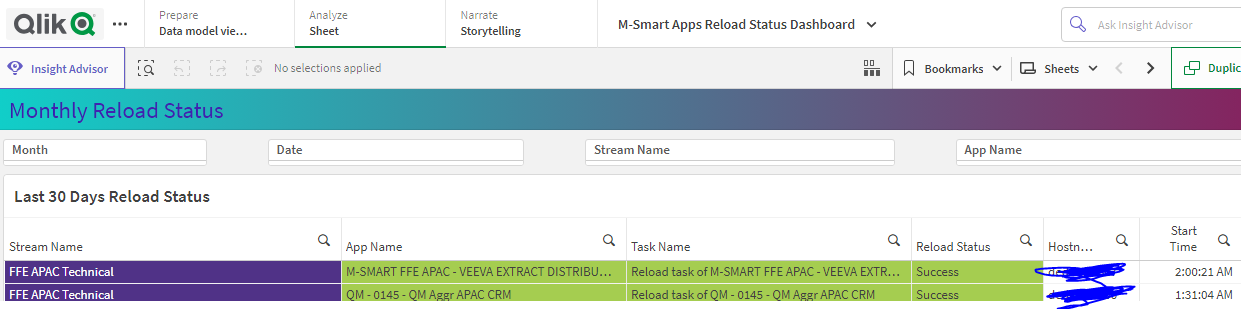 Qlik
Prepare
Data model vie...
Analyze
Sheet
Narrate
Storytelling
M-Smart Apps Reload Status Dashboard
Ask Insight Advisor
Insight Advisor
No selections applied
Bookmarks
Sheets
Duplic
Monthly Reload Status
Month
Date
Stream Name
App Name
Last 30 Days Reload Status
Stream Name
App Name
Task Name
Reload Status
Hostn...
Start
Time
FFE APAC Technical
M-SMART FFE APAC - VEEVA EXTRACT DISTRIBU...
Reload task of M-SMART FFE APAC - VEEVA EXTR...
Success
2:00:21 AM
FFE APAC Technical
QM - 0145 - QM Aggr APAC CRM
Reload task of QM - 0145 - QM Aggr APAC CRM
Success
1:31:04 AM